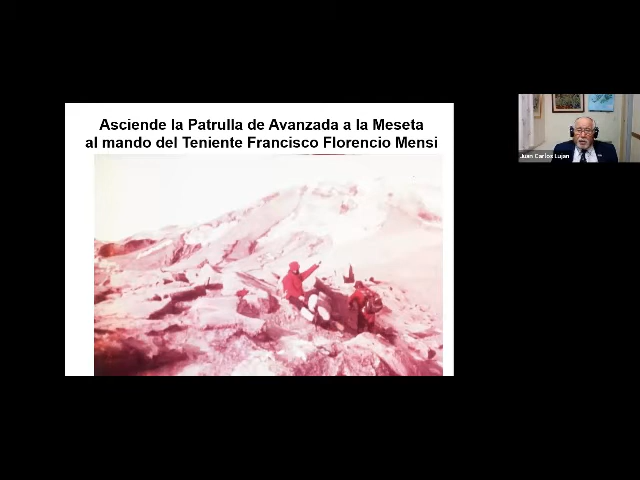 Asciende la Patrulla de Avanzada a la Meseta
al mando del Teniente Francisco Florencio Mensi
Juan Carlos Lujan